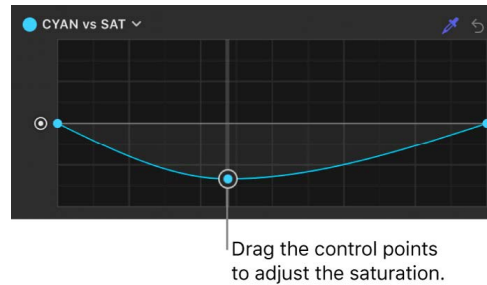 CYAN vs SAT
Drag the control points
to adjust the saturation.